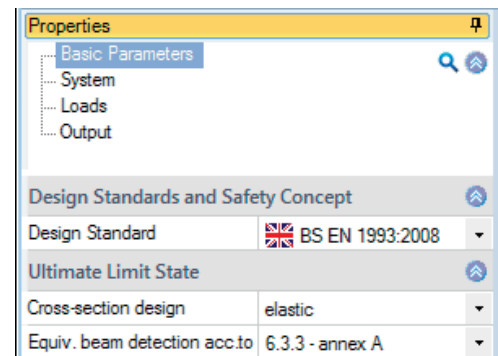 Properties
Basic Parameters
System
Loads
Output
Design Standards and Safety Concept
Design Standard BS EN 1993:2008
Ultimate Limit State
Cross-section design elastic
Equiv. beam detection acc.to 6.3.3 - annex A